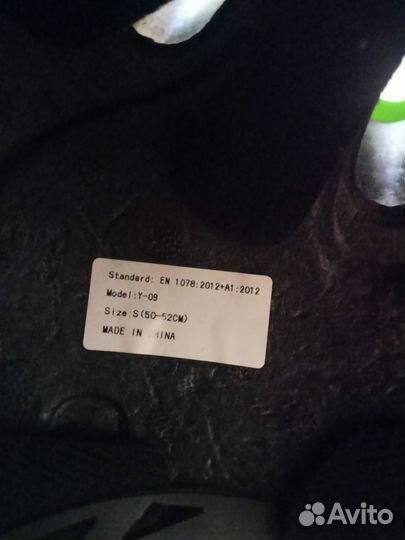 Standard: EN 1078:2012+A1:2012
Model:Y-09
Size:S(50-52CM)
MADE IN CHINA
Avito